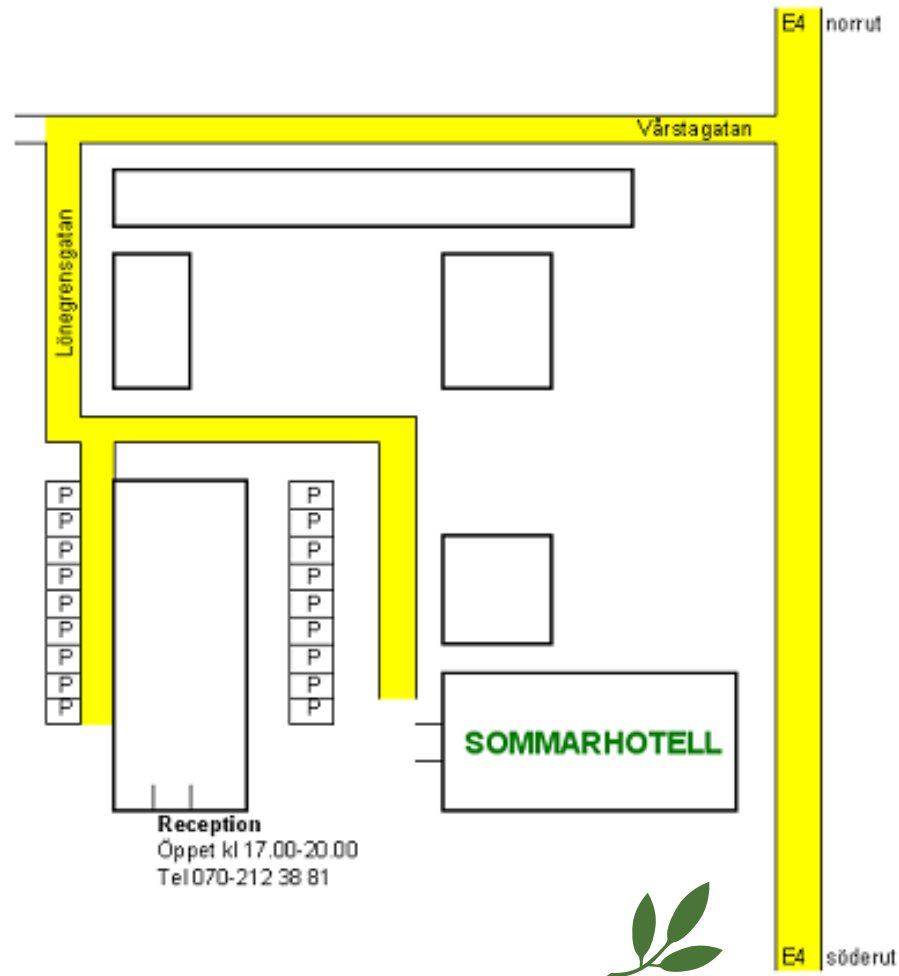 E4 norrut
Vårstagatan
Lönegrensgatan
P P
P P
P P
P P
P P
P P
P P
P P
P P
SOMMARHOTELL
Reception
Öppet kl 17.00-20.00
Tel 070-212 38 81
E4 söderut